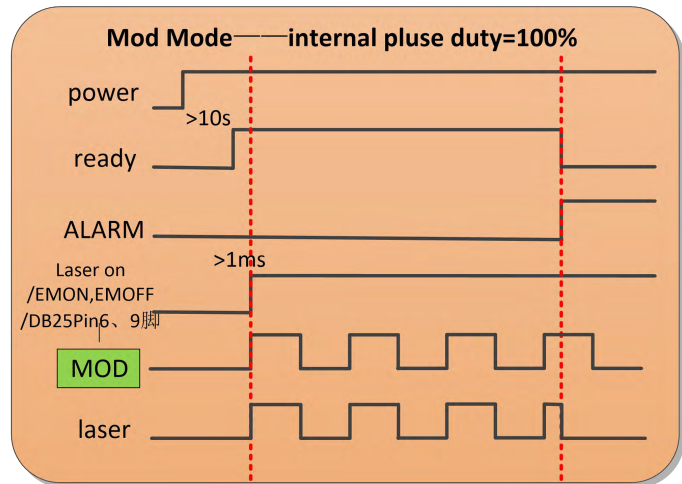 Mod Mode——internal pluse duty=100%
power
>10s
ready
ALARM
>1ms
Laser on
/EMON,EMOFF
/DB25Pin6、9脚
MOD
laser